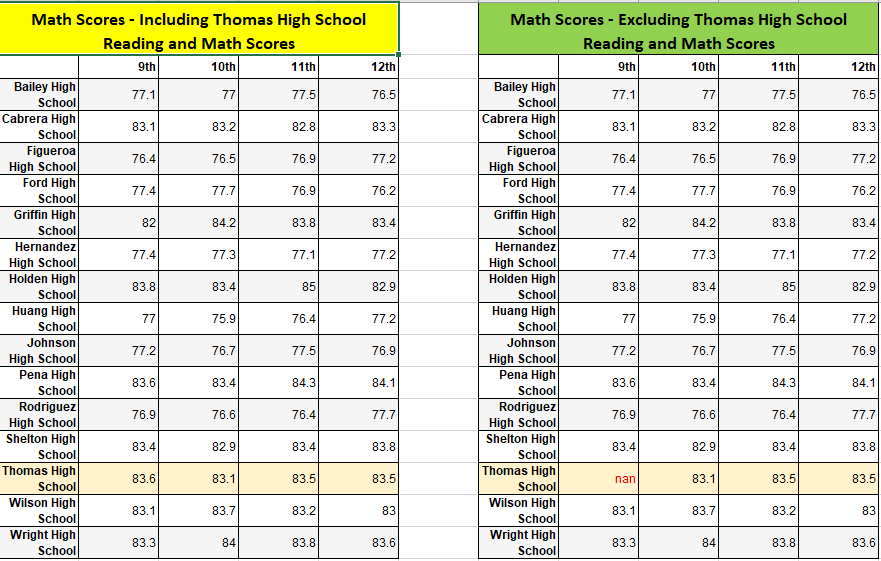 Math Scores - Including Thomas High School
Reading and Math Scores
9th 10th 11th 12th
Bailey High
School 77.1 77 77.5 76.5
Cabrera High
School 83.1 83.2 82.8 83.3
Figueroa
High School 76.4 76.5 76.9 77.2
Ford High
School 77.4 77.7 76.9 76.2
Griffin High
School 82 84.2 83.8 83.4
Hernandez
High School 77.4 77.3 77.1 77.2
Holden High
School 83.8 83.4 85 82.9
Huang High
School 77 75.9 76.4 77.2
Johnson
High School 77.2 76.7 77.5 76.9
Pena High
School 83.6 83.4 84.3 84.1
Rodriguez
High School 76.9 76.6 76.4 77.7
Shelton High
School 83.4 82.9 83.4 83.8
Thomas High
School 83.6 83.1 83.5 83.5
Wilson High
School 83.1 83.7 83.2 83
Wright High
School 83.3 84 83.8 83.6
Math Scores - Excluding Thomas High School
Reading and Math Scores
9th 10th 11th 12th
Bailey High
School 77.1 77 77.5 76.5
Cabrera High
School 83.1 83.2 82.8 83.3
Figueroa
High School 76.4 76.5 76.9 77.2
Ford High
School 77.4 77.7 76.9 76.2
Griffin High
School 82 84.2 83.8 83.4
Hernandez
High School 77.4 77.3 77.1 77.2
Holden High
School 83.8 83.4 85 82.9
Huang High
School 77 75.9 76.4 77.2
Johnson
High School 77.2 76.7 77.5 76.9
Pena High
School 83.6 83.4 84.3 84.1
Rodriguez
High School 76.9 76.6 76.4 77.7
Shelton High
School 83.4 82.9 83.4 83.8
Thomas High
School nan 83.1 83.5 83.5
Wilson High
School 83.1 83.7 83.2 83
Wright High
School 83.3 84 83.8 83.6